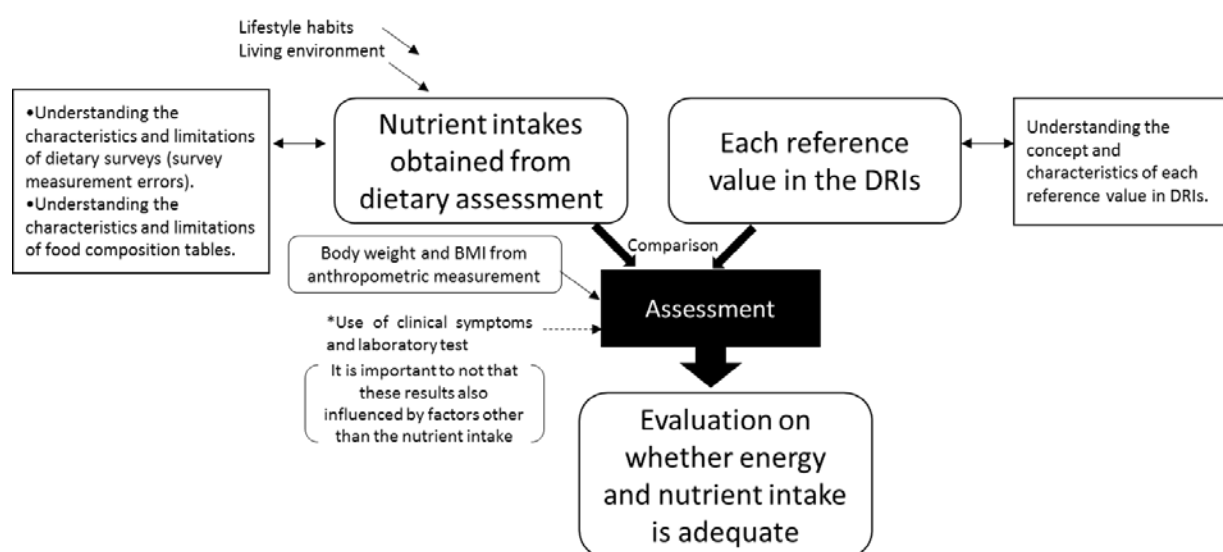 Lifestyle habits
Living environment
•Understanding the
characteristics and limitations
of dietary surveys (survey
measurement errors).
•Understanding the
characteristics and limitations
of food composition tables.
Nutrient intakes
obtained from
dietary assessment
Each reference
value in the DRIs
Understanding the
concept and
characteristics of each
reference value in DRIs.
Comparison
Body weight and BMI from
anthropometric measurement
Assessment
*Use of clinical symptoms
and laboratory test
It is important to not that
these results also
influenced by factors other
than the nutrient intake
Evaluation on
whether energy
and nutrient intake
is adequate